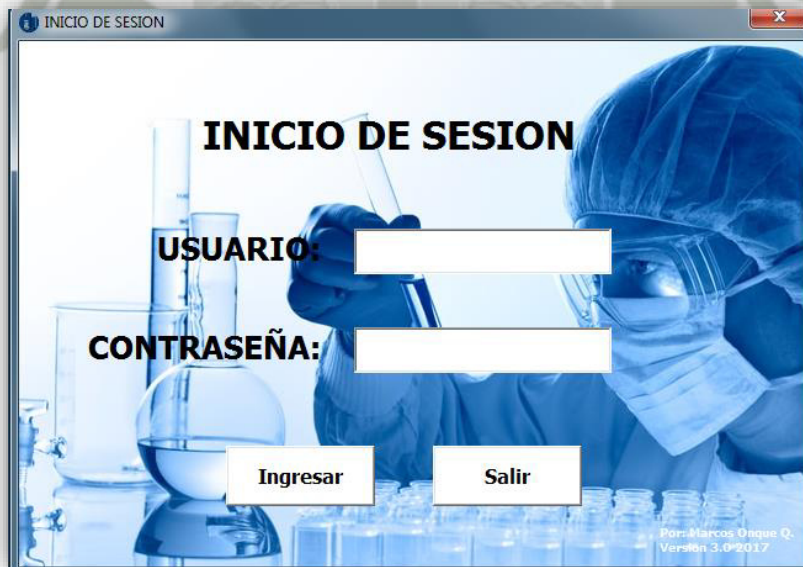 INICIO DE SESION
INICIO DE SESION
USUARIO:
CONTRASEÑA:
Ingresar Salir
Por: Marcos Onque Q.
Versión 3.0 2017